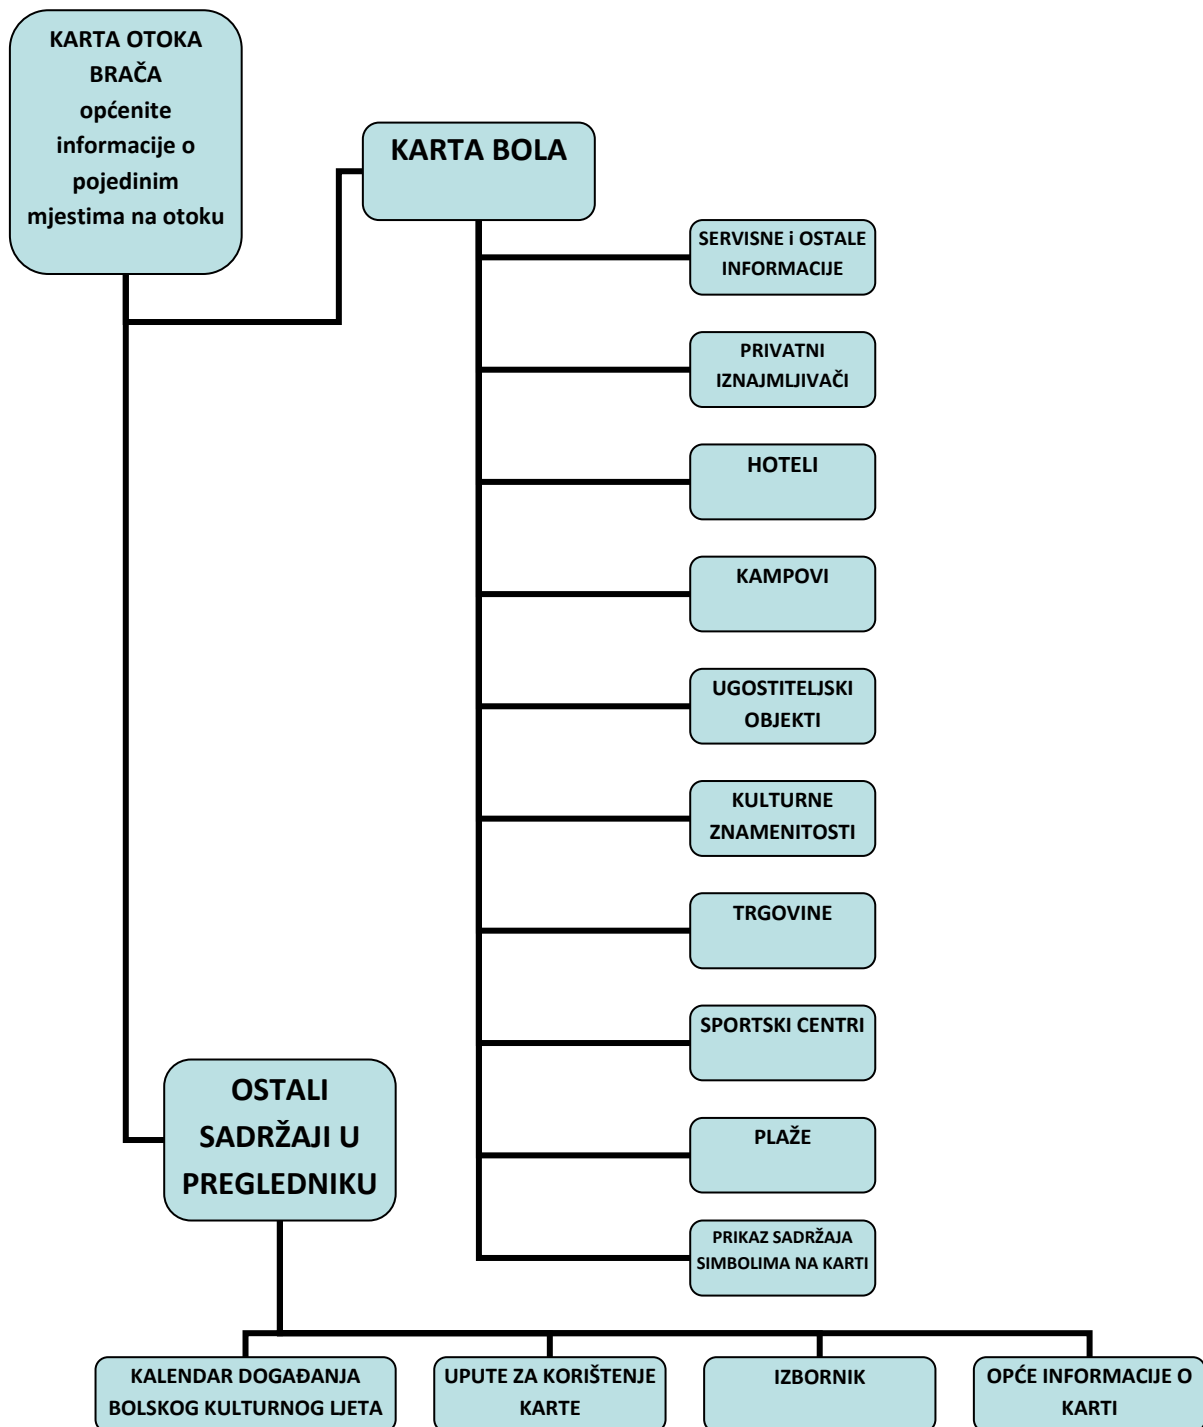 KARTA OTOKA
BRAČA
općenite
informacije o
pojedinim
mjestima na otoku
KARTA BOLA
SERVISNE i OSTALE
INFORMACIJE
PRIVATNI
IZNAJMLJIVAČI
HOTELI
KAMPOVI
UGOSTITELJSKI
OBJEKTI
KULTURNE
ZNAMENITOSTI
TRGOVINE
SPORTSKI CENTRI
PLAŽE
PRIKAZ SADRŽAJA
SIMBOLIMA NA KARTI
OSTALI
SADRŽAJI U
PREGLEDNIKU
KALENDAR DOGAĐANJA
BOLSKOG KULTURNOG LJETA
UPUTE ZA KORIŠTENJE
KARTE
IZBORNIK
OPĆE INFORMACIJE O
KARTI